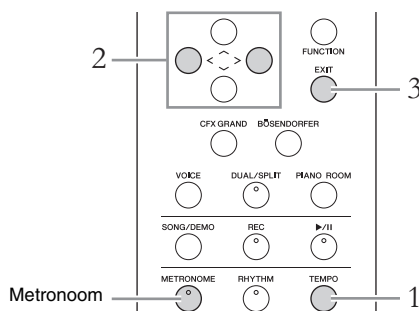 2
FUNCTION
EXIT
3
CFX GRAND BÖSENDORFER
VOICE DUAL/SPLIT PIANO ROOM
SONG/DEMO REC ►/II
METRONOME RHYTHM TEMPO
Metronoom
1